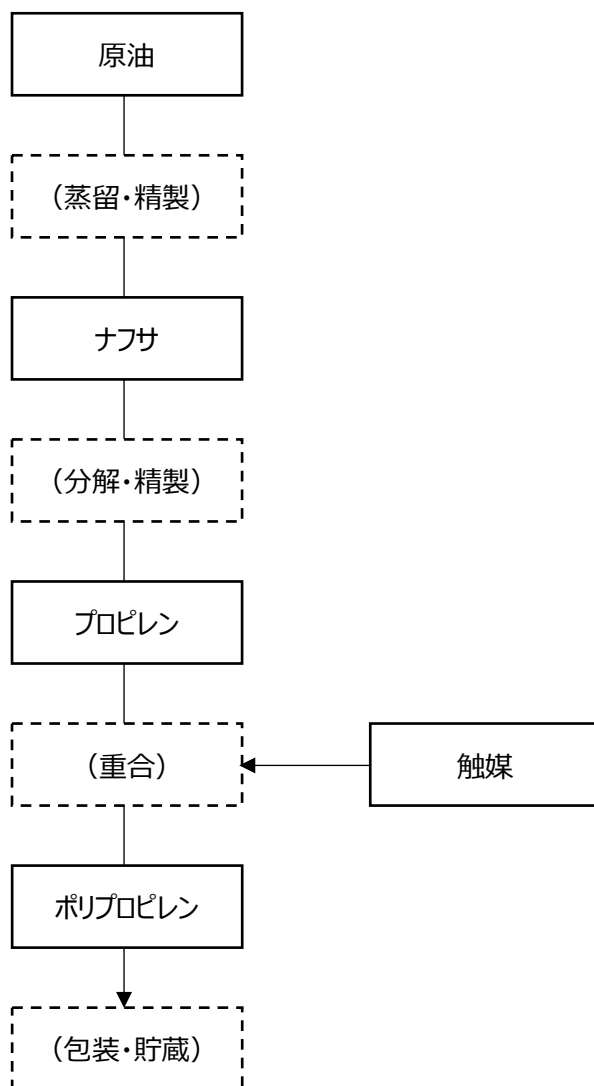 原油
（蒸留・精製）
ナフサ
（分解・精製）
プロピレン
（重合）
触媒
ポリプロピレン
（包装・貯蔵）